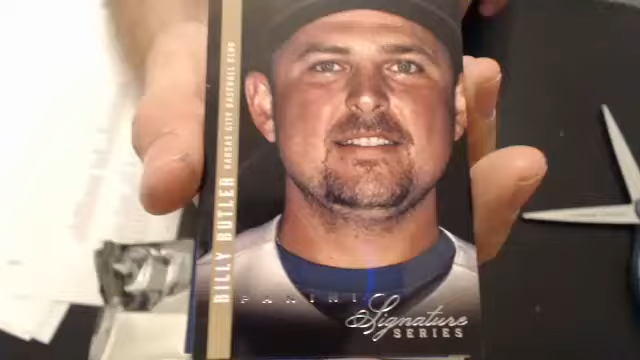 BILLY BUTLER
KANSAS CITY BASEBALL CLUB
PANINI
Signature
SERIES